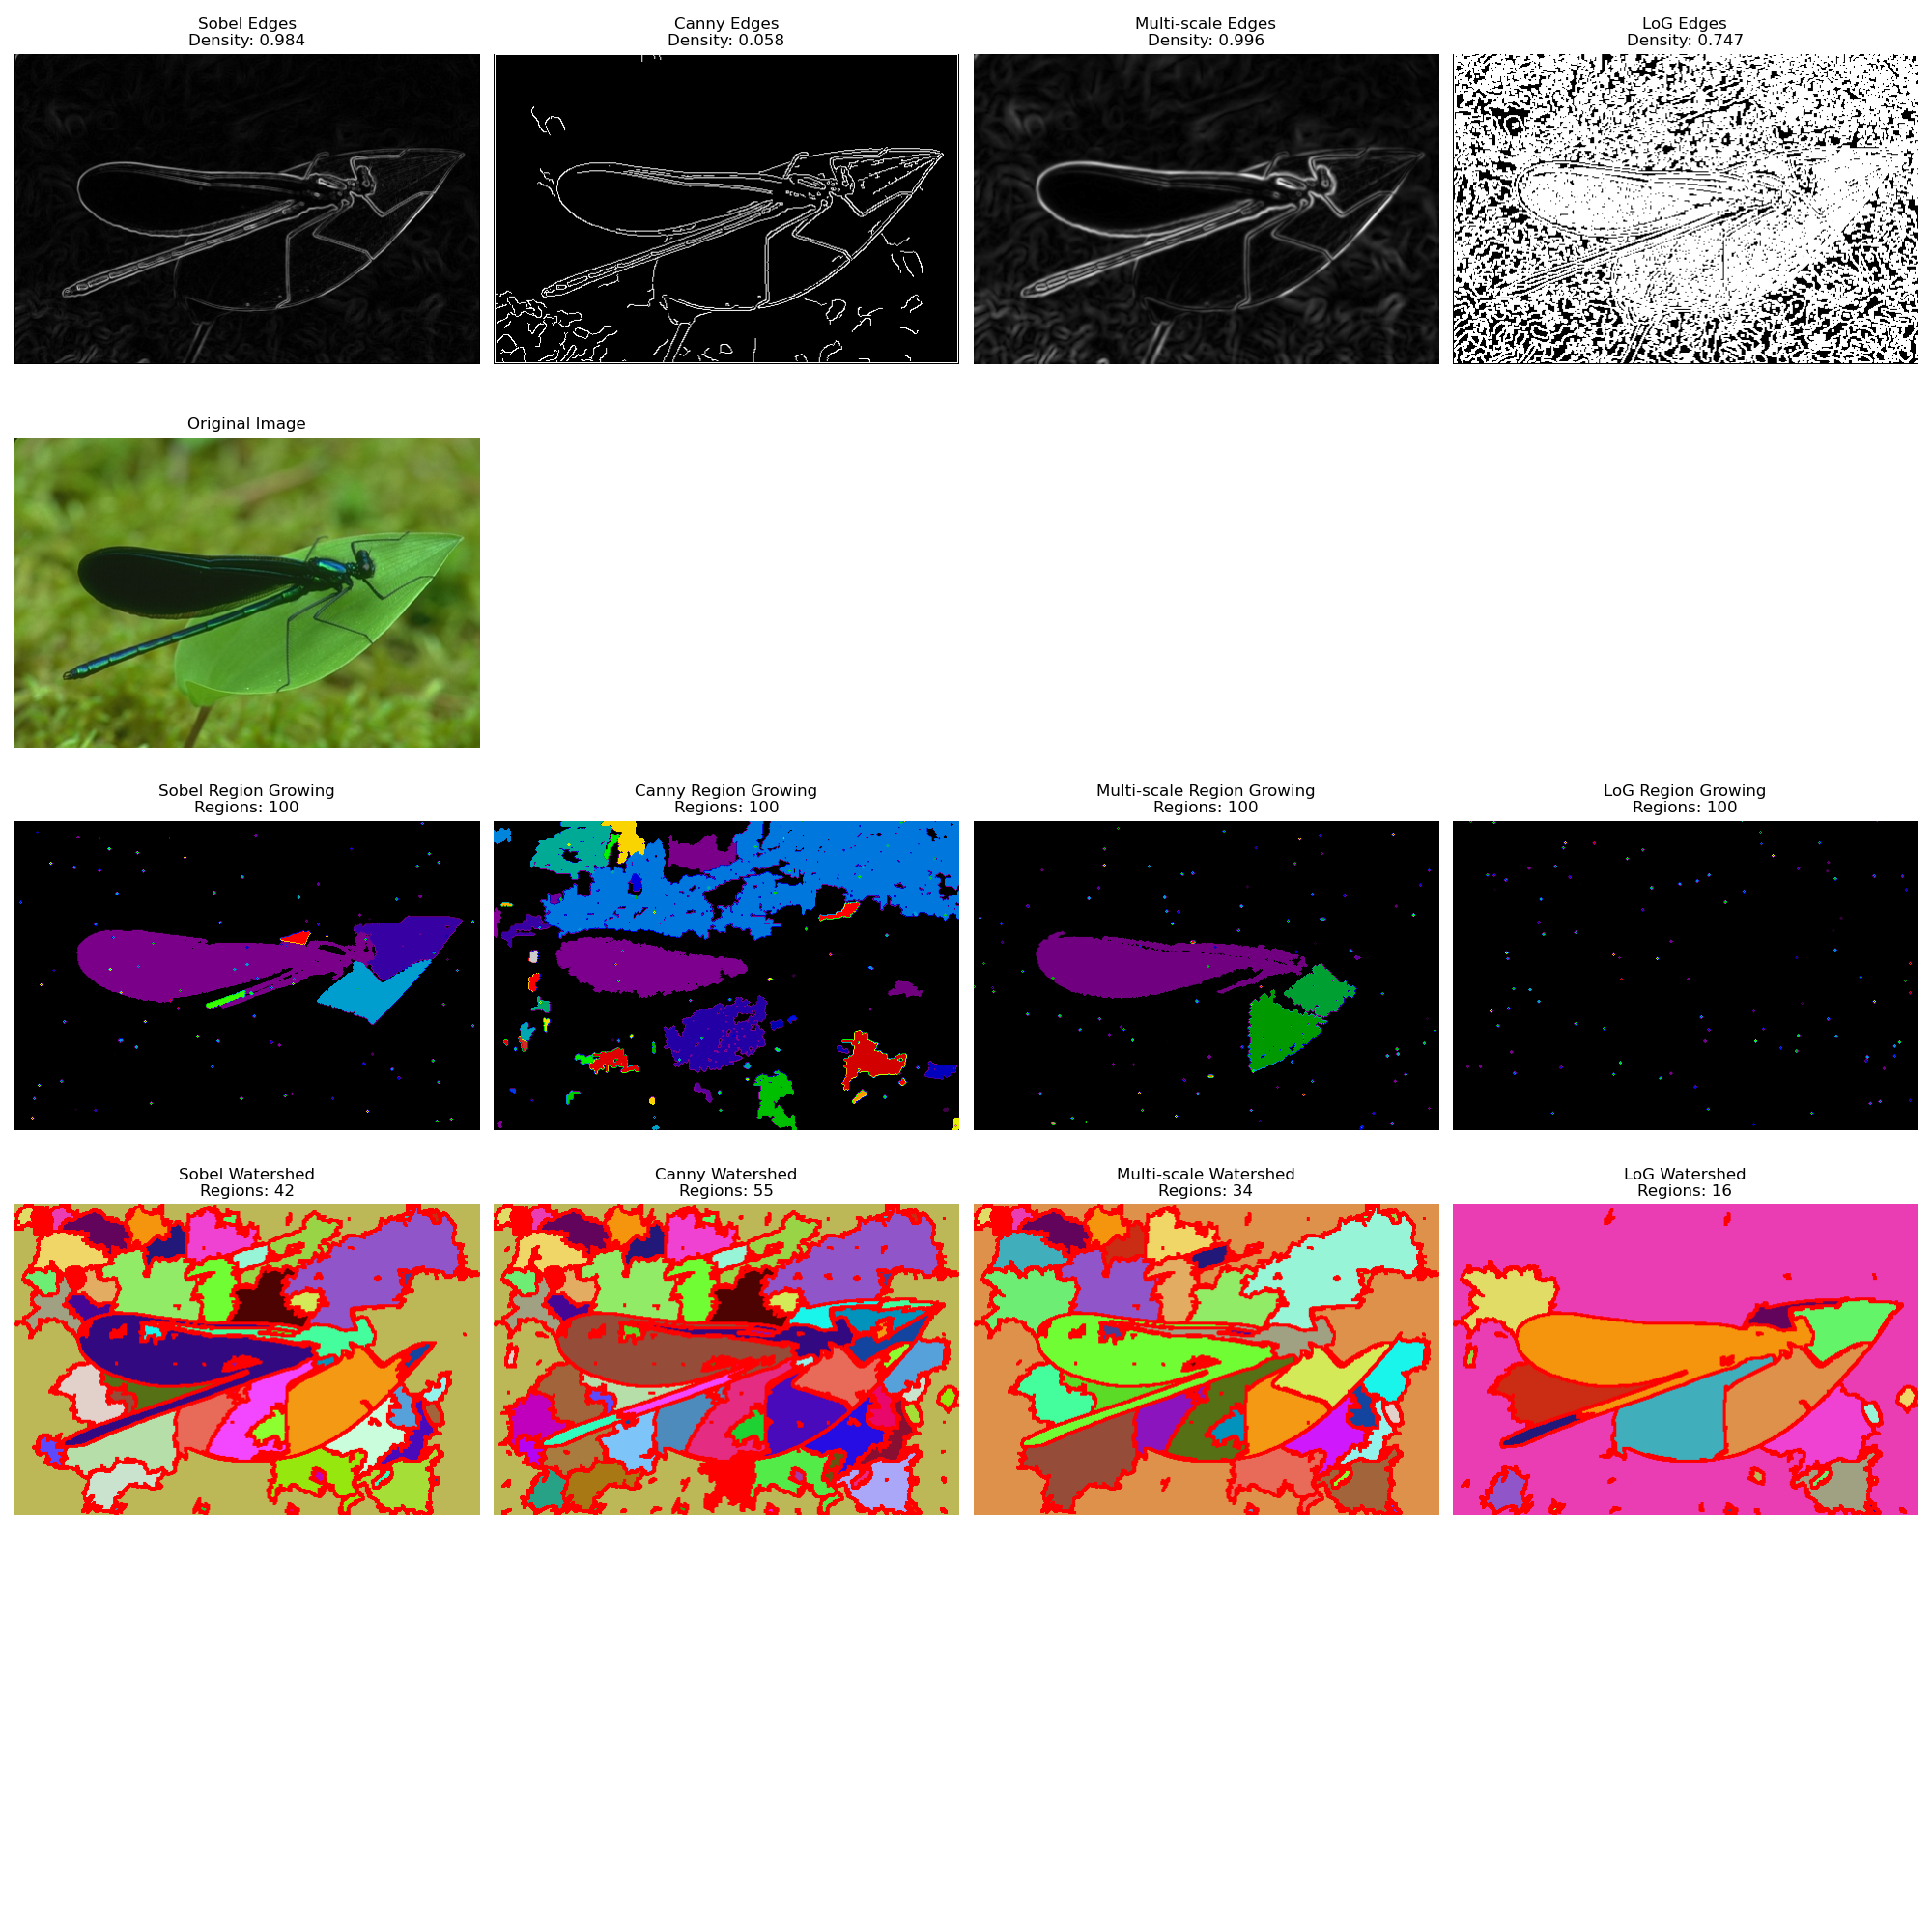 Sobel Edges
Density: 0.984
Canny Edges
Density: 0.058
Multi-scale Edges
Density: 0.996
LoG Edges
Density: 0.747
Original Image
Sobel Region Growing
Regions: 100
Canny Region Growing
Regions: 100
Multi-scale Region Growing
Regions: 100
LoG Region Growing
Regions: 100
Sobel Watershed
Regions: 42
Canny Watershed
Regions: 55
Multi-scale Watershed
Regions: 34
LoG Watershed
Regions: 16